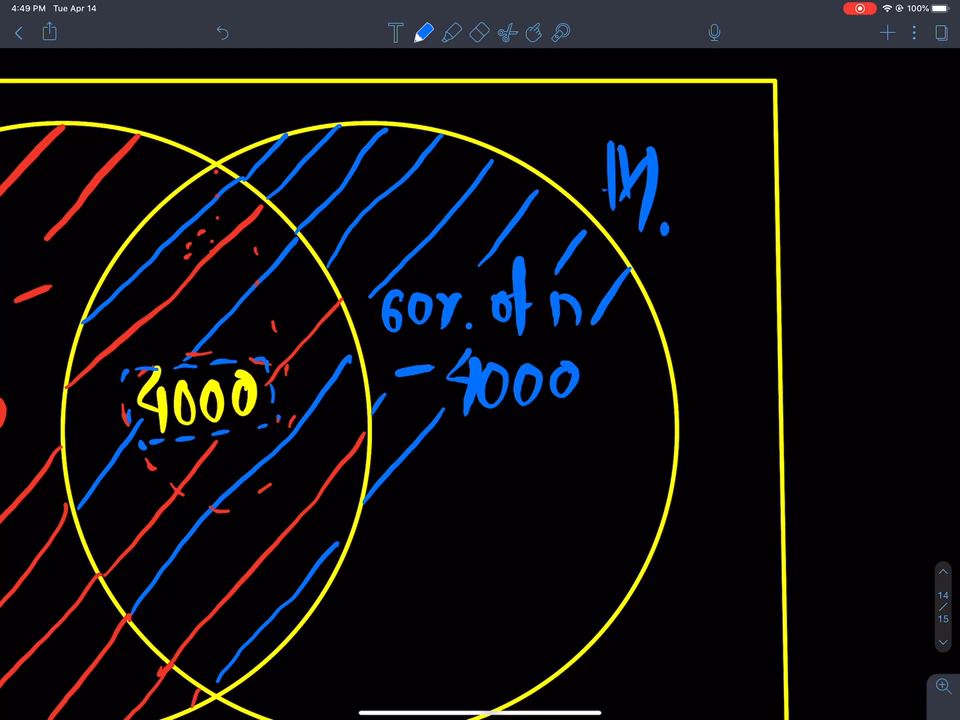 4:49 PM Tue Apr 14
100%
T
M.
60%. of n
- 4000
4000
14
/
15